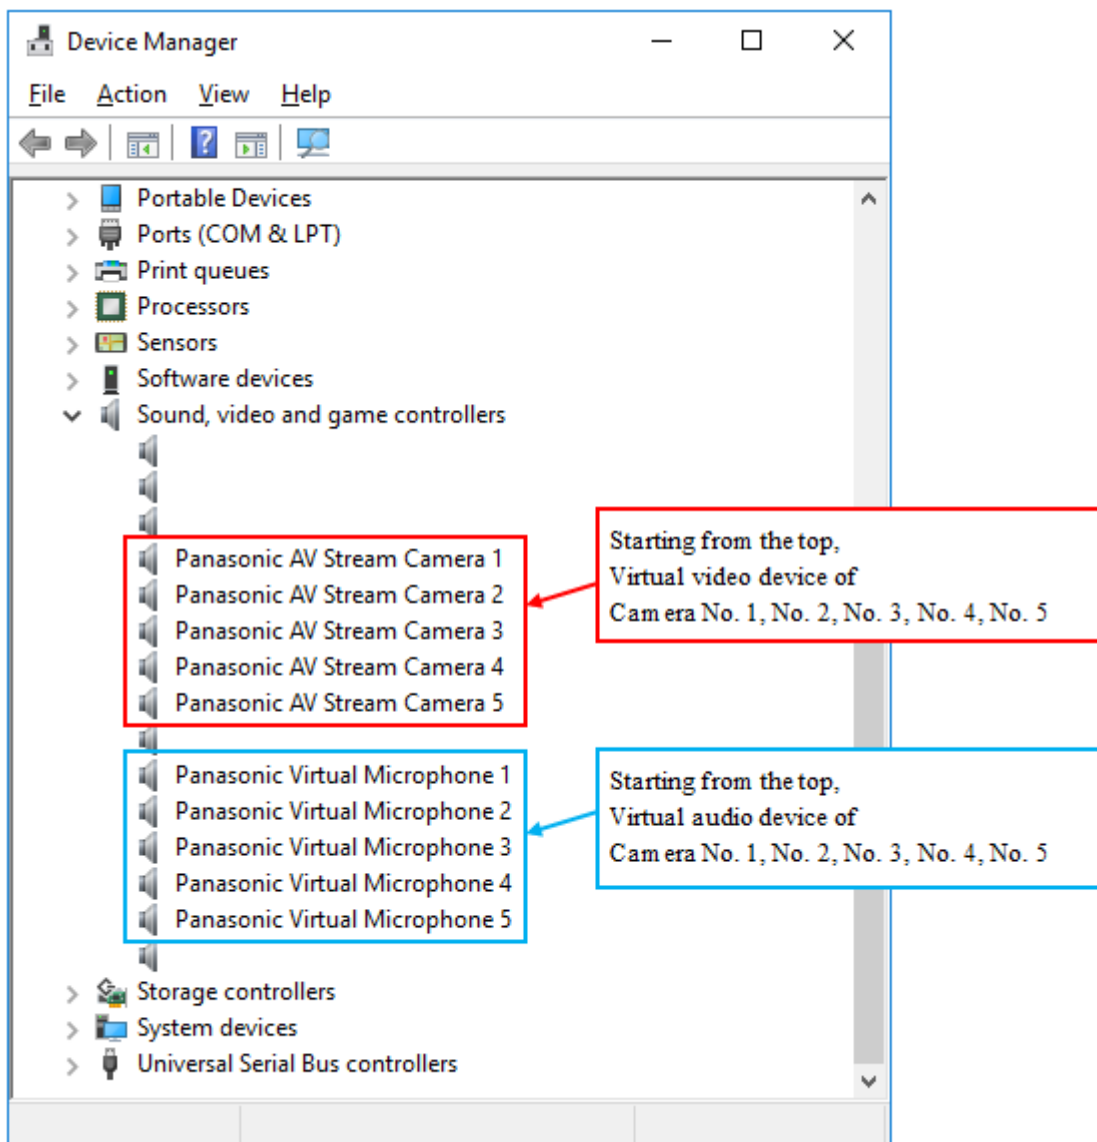 Device Manager
File Action View Help
Portable Devices
Ports (COM & LPT)
Print queues
Processors
Sensors
Software devices
Sound, video and game controllers
Panasonic AV Stream Camera 1
Panasonic AV Stream Camera 2
Panasonic AV Stream Camera 3
Panasonic AV Stream Camera 4
Panasonic AV Stream Camera 5
Starting from the top,
Virtual video device of
Camera No. 1, No. 2, No. 3, No. 4, No. 5
Panasonic Virtual Microphone 1
Panasonic Virtual Microphone 2
Panasonic Virtual Microphone 3
Panasonic Virtual Microphone 4
Panasonic Virtual Microphone 5
Starting from the top,
Virtual audio device of
Camera No. 1, No. 2, No. 3, No. 4, No. 5
Storage controllers
System devices
Universal Serial Bus controllers